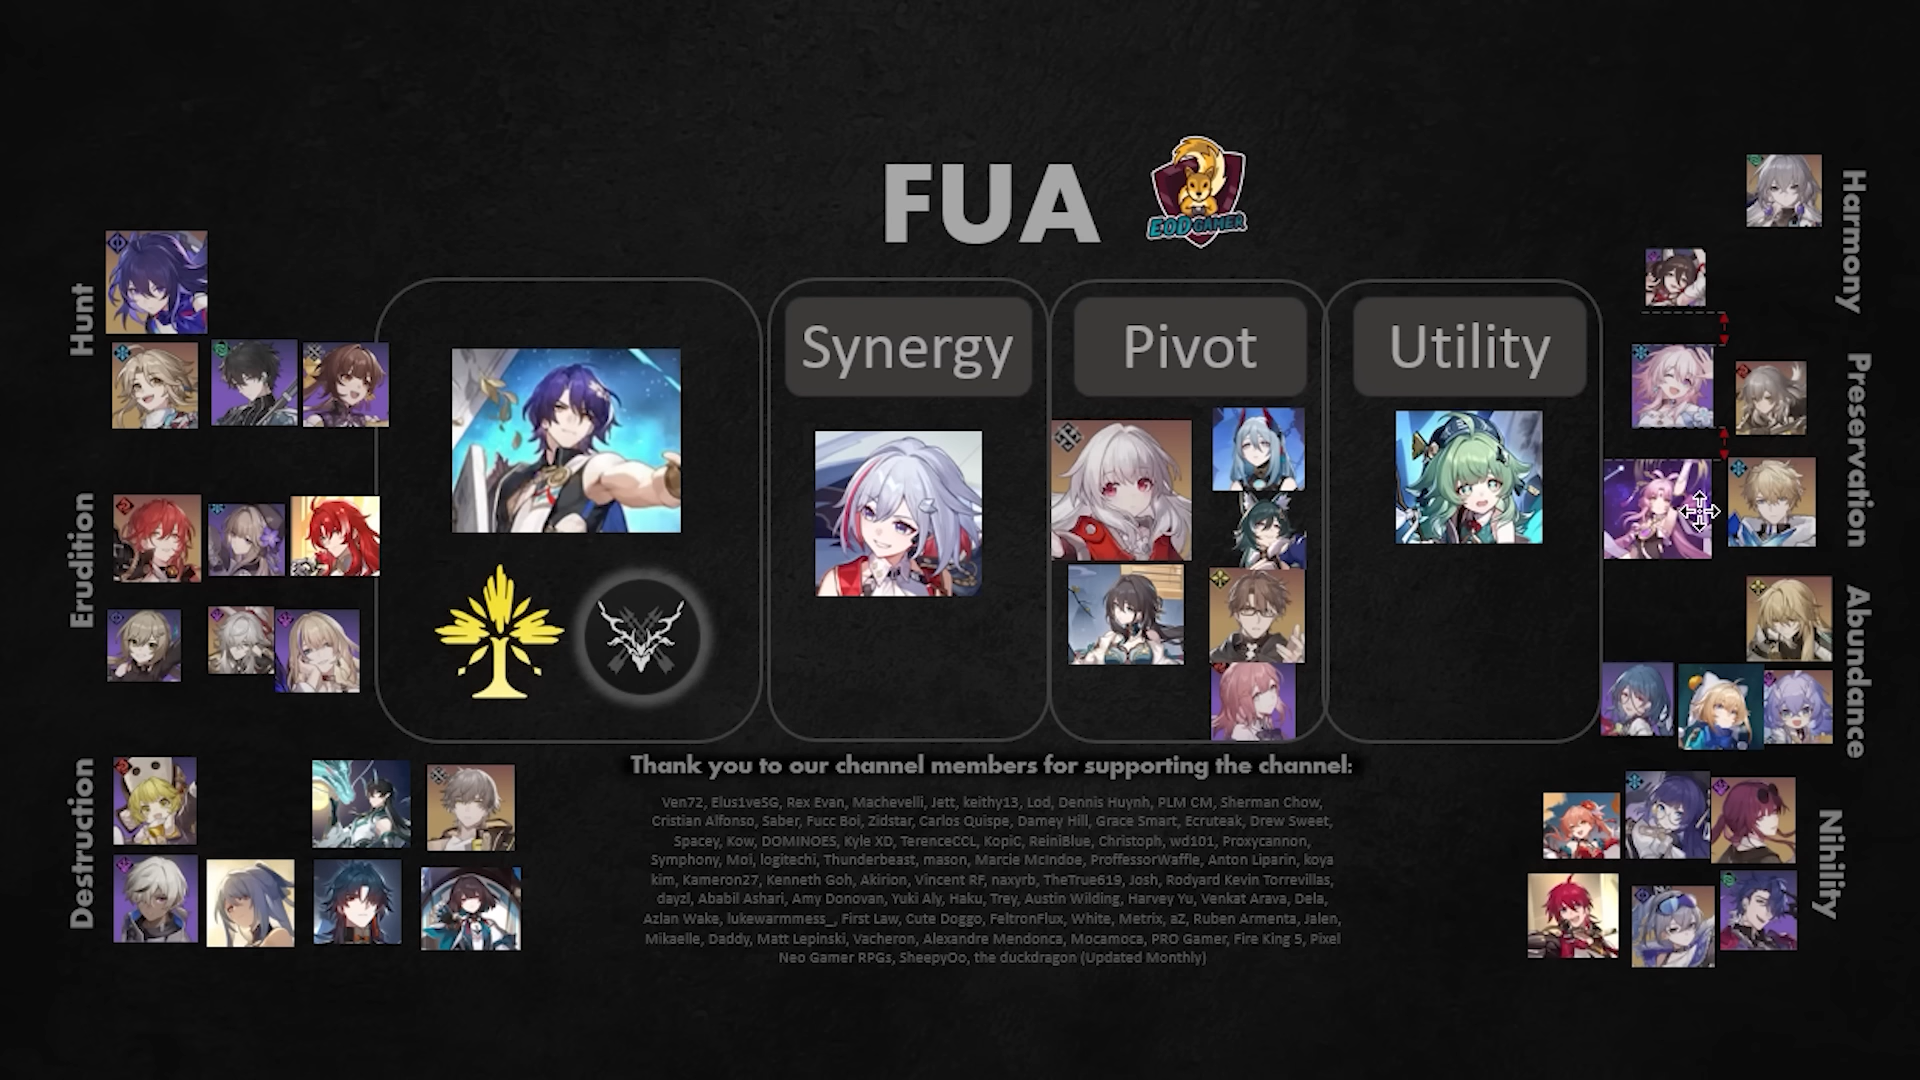 FUA
EOD GAMER
Synergy
Pivot
Utility
Hunt
Erudition
Destruction
Harmony
Preservation
Abundance
Nihility
Thank you to our channel members for supporting the channel:
Ven72, Elus1veSG, Rex Evan, Machevelli, Jett, keithy13, Lod, Dennis Huynh, PLM CM, Sherman Chow,
Cristian Alfonso, Saber, Fucc Boi, Zidstar, Carlos Quispe, Damey Hill, Grace Smart, Ecruteak, Drew Sweet,
Spacey, Kow, DOMINOES, Kyle XD, TerenceCCL, KopiC, ReiniBlue, Christoph, wd101, Proxycannon,
Symphony, Moi, logitechi, Thunderbeast, mason, Marcie McIndoe, ProffessorWaffle, Anton Liparin, koya
kim, Kameron27, Kenneth Goh, Akirion, Vincent RF, naxyrb, TheTrue619, Josh, Rodyard Kevin Torrevillas,
dayzl, Ababil Ashari, Amy Donovan, Yuki Aly, Haku, Trey, Austin Wilding, Harvey Yu, Venkat Arava, Dela,
Azlan Wake, lukewarmmess_, First Law, Cute Doggo, FeltronFlux, White, Metrix, aZ, Ruben Armenta, Jalen,
Mikaelle, Daddy, Matt Lepinski, Vacheron, Alexandre Mendonca, Mocamoca, PRO Gamer, Fire King 5, Pixel
Neo Gamer RPGs, SheepyOo, the duckdragon (Updated Monthly)